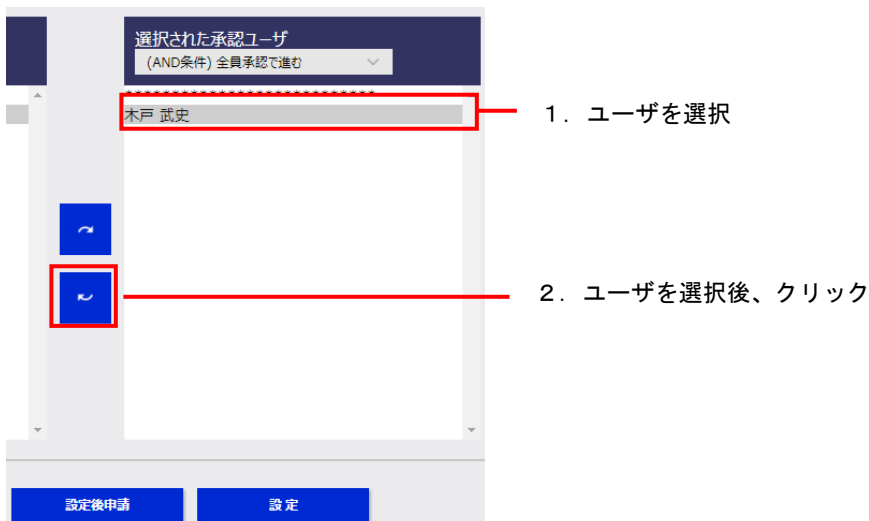 選択された承認ユーザ
(AND条件) 全員承認で進む
***************************
木戸 武史
1．ユーザを選択
2．ユーザを選択後、クリック
設定後申請
設 定